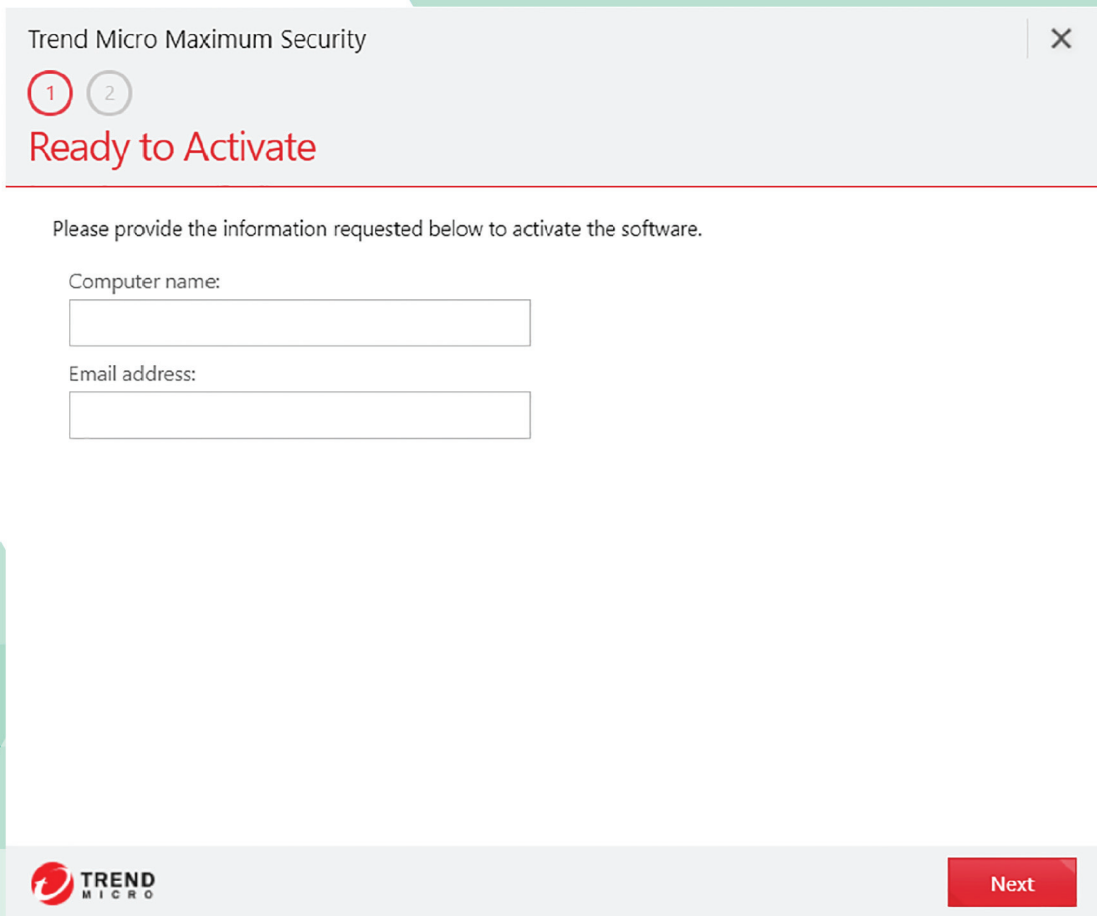 Trend Micro Maximum Security
1 2
Ready to Activate
Please provide the information requested below to activate the software.
Computer name:
Email address:
TREND
MICRO
Next